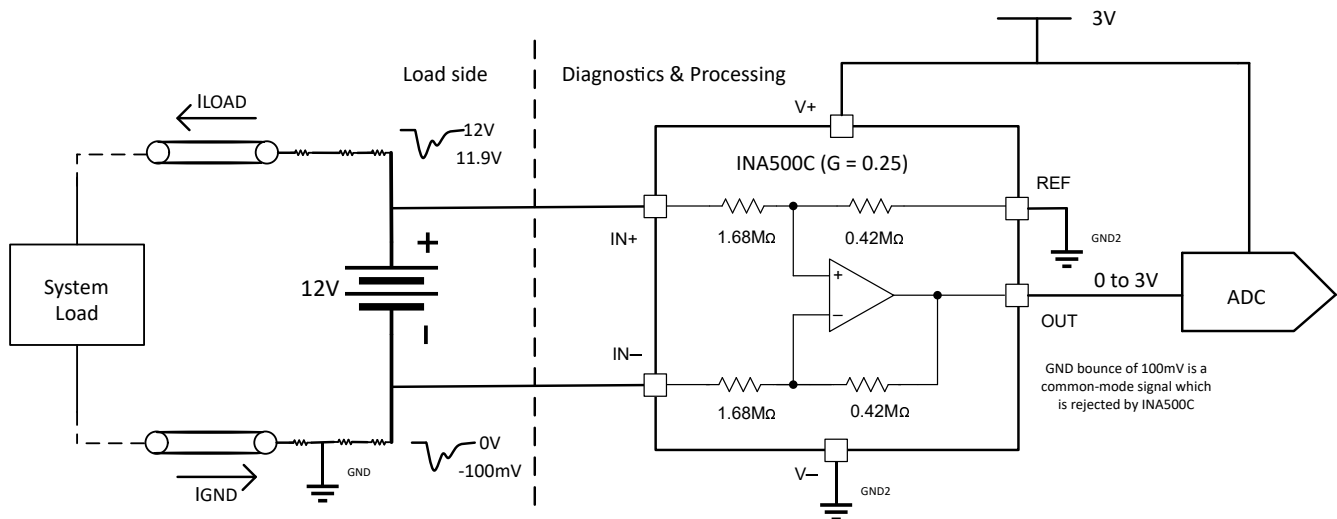 3V
Load side
Diagnostics & Processing
ILOAD
V+
12V
11.9V
INA500C (G = 0.25)
REF
IN+
1.68MΩ
0.42MΩ
GND2
+
+
System
Load
12V
0 to 3V
ADC
–
OUT
IN–
GND bounce of 100mV is a
common-mode signal which
is rejected by INA500C
1.68MΩ
0.42MΩ
0V
-100mV
GND
IGND
V–
GND2